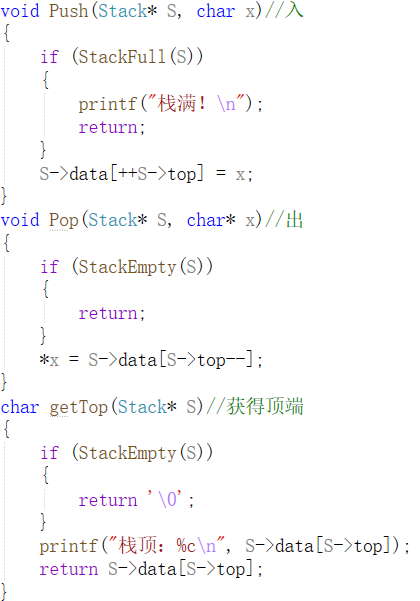 void Push(Stack* S, char x)//入
{
    if (StackFull(S))
    {
        printf("栈满！\n");
        return;
    }
    S->data[++S->top] = x;
}
void Pop(Stack* S, char* x)//出
{
    if (StackEmpty(S))
    {
        return;
    }
    *x = S->data[S->top--];
}
char getTop(Stack* S)//获得顶端
{
    if (StackEmpty(S))
    {
        return '\0';
    }
    printf("栈顶：%c\n", S->data[S->top]);
    return S->data[S->top];
}